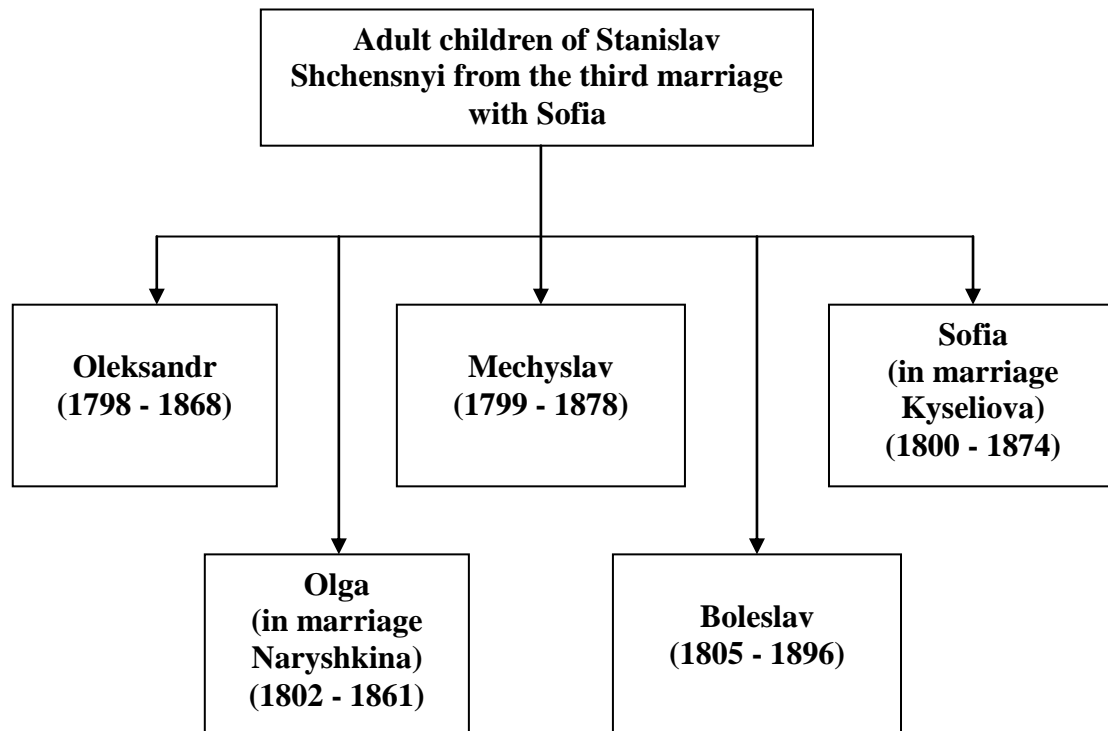 Adult children of Stanislav
Shchensnyi from the third marriage
with Sofia
Oleksandr
(1798 - 1868)
Mechyslav
(1799 - 1878)
Sofia
(in marriage
Kyseliova)
(1800 - 1874)
Olga
(in marriage
Naryshkina)
(1802 - 1861)
Boleslav
(1805 - 1896)